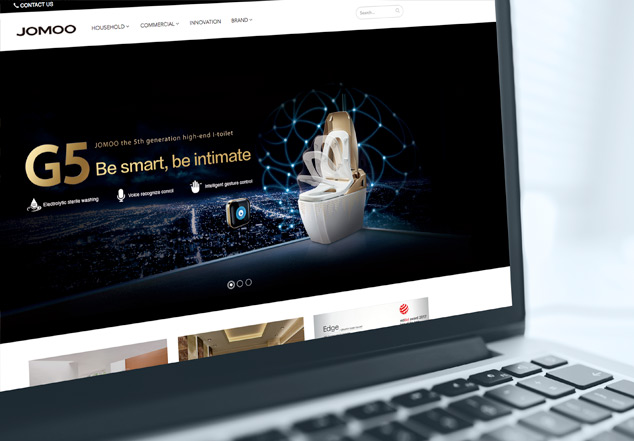 CONTACT US
JOMOO
HOUSEHOLD
COMMERCIAL
INNOVATION
BRAND
Search...
JOMOO the 5th generation high-end I-toilet
G5 Be smart, be intimate
Electrolytic sterile washing
Voice recognize control
Intelligent gesture control
Edge